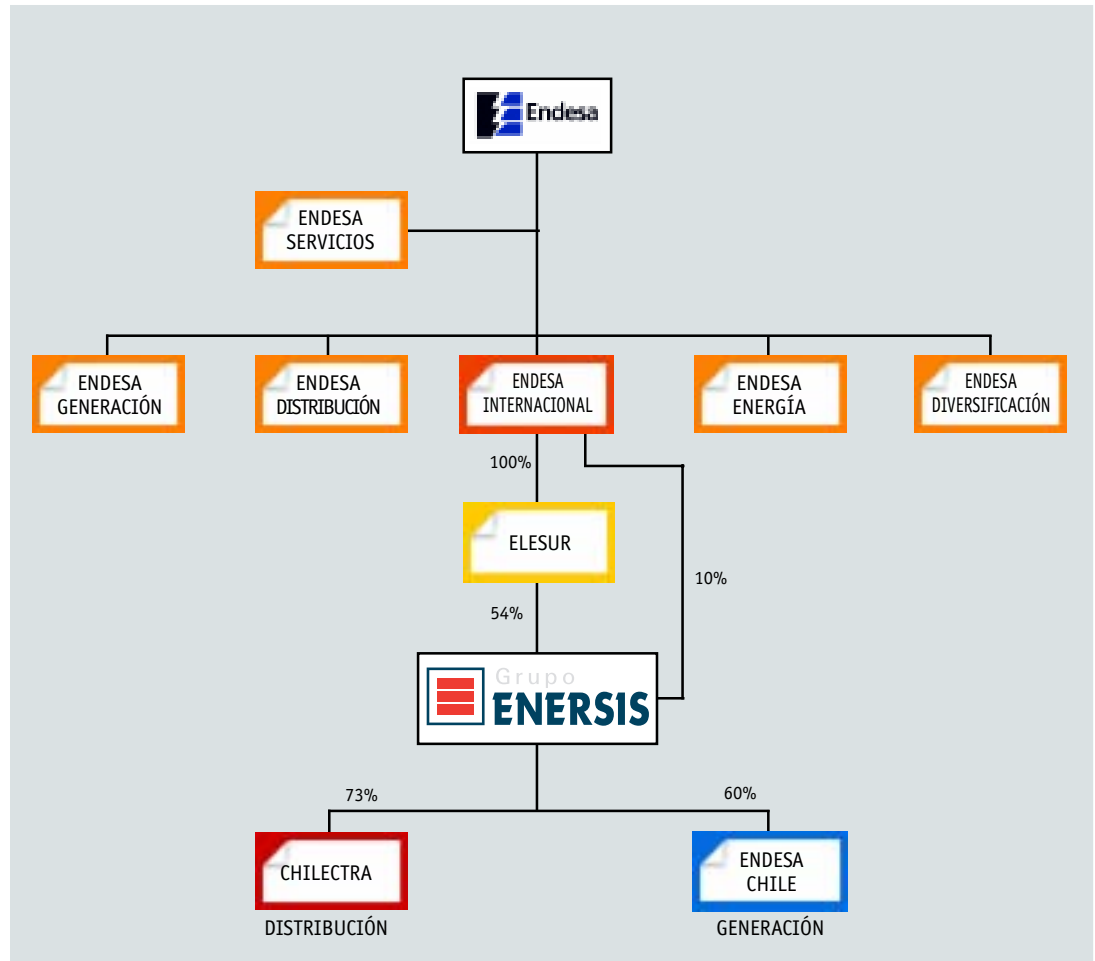 Endesa
ENDESA
SERVICIOS
ENDESA
GENERACIÓN
ENDESA
DISTRIBUCIÓN
ENDESA
INTERNACIONAL
ENDESA
ENERGÍA
ENDESA
DIVERSIFICACIÓN
100%
ELESUR
10%
54%
Grupo
ENERSIS
73%
60%
CHILECTRA
ENDESA
CHILE
DISTRIBUCIÓN
GENERACIÓN